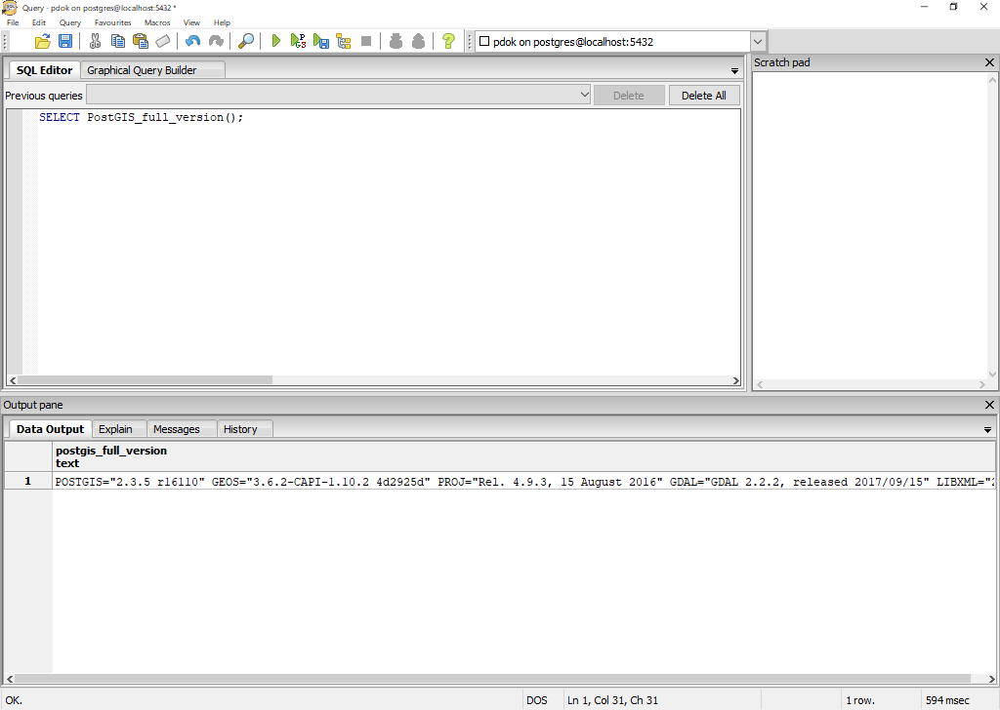 Query - pdok on postgres@localhost:5432 *
File Edit Query Favourites Macros View Help
pdok on postgres@localhost:5432
SQL Editor Graphical Query Builder
Scratch pad
Previous queries Delete Delete All
SELECT PostGIS_full_version();
Output pane
Data Output Explain Messages History
postgis_full_version
text
1 POSTGIS="2.3.5 r16110" GEOS="3.6.2-CAPI-1.10.2 4d2925d" PROJ="Rel. 4.9.3, 15 August 2016" GDAL="GDAL 2.2.2, released 2017/09/15" LIBXML="2
OK. DOS Ln 1, Col 31, Ch 31 1 row. 594 msec